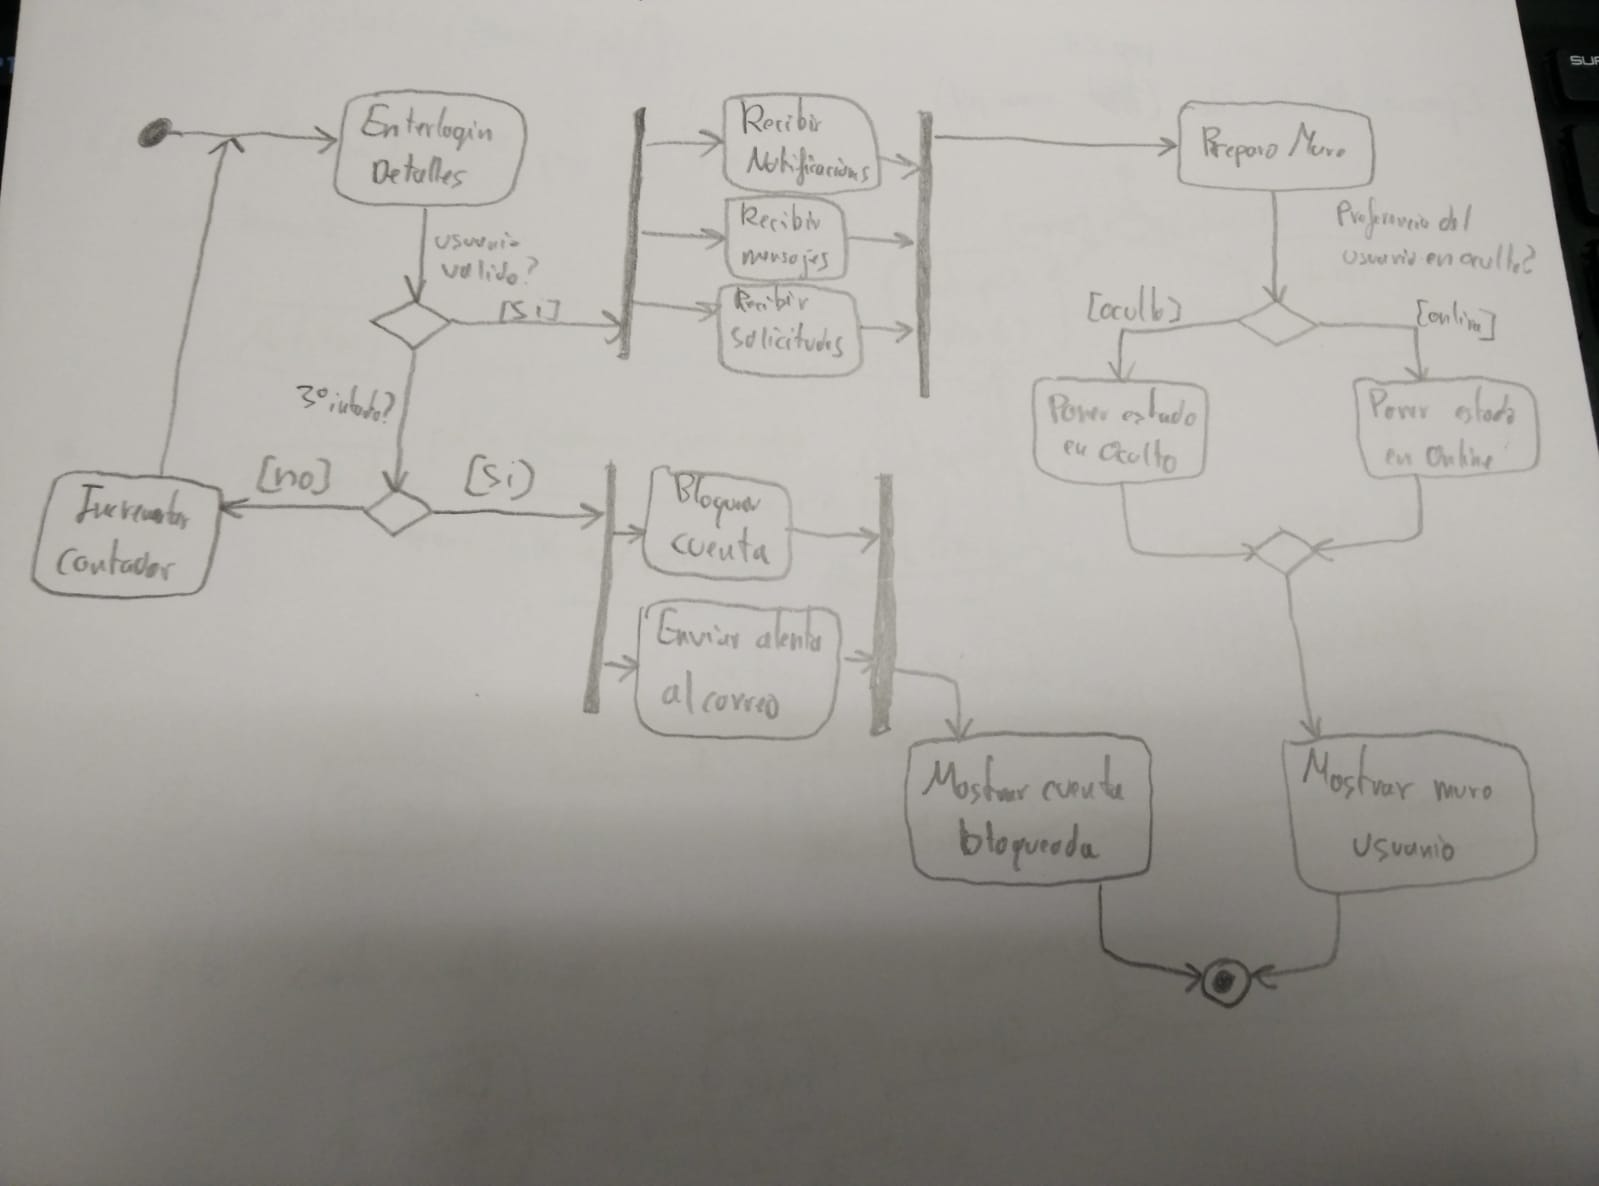 SUP
Enterlogin
Detalles
usuario
valido?
[Si]
Recibir
Notificaciones
Recibir
mensajes
Recibir
Solicitudes
Preparo Muro
Preferencia del
usuario en oculto?
[oculto]
[online]
Poner estado
en Oculto
Poner estado
en Online
3º intento?
[no]
[Si]
Incrementar
contador
Bloquear
cuenta
Enviar alerta
al correo
Mostrar cuenta
bloqueada
Mostrar muro
usuario